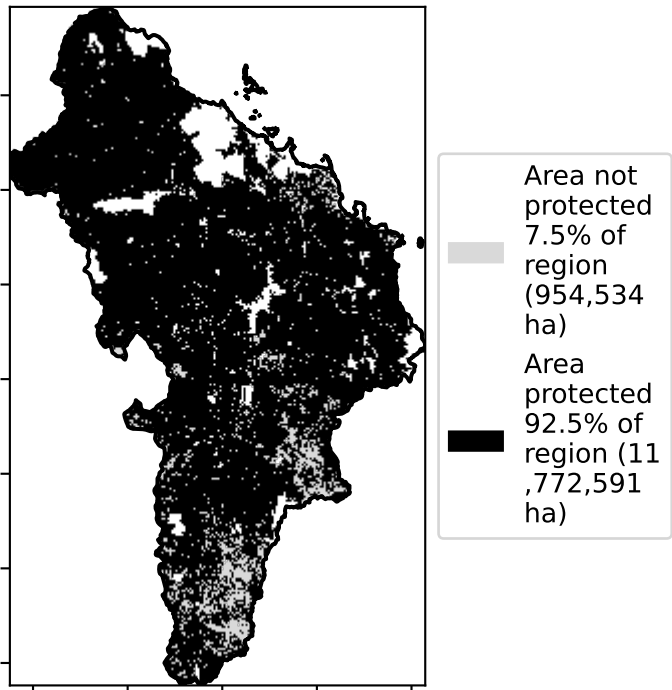 Area not
protected
7.5% of
region
(954,534
ha)
Area
protected
92.5% of
region (11
,772,591
ha)